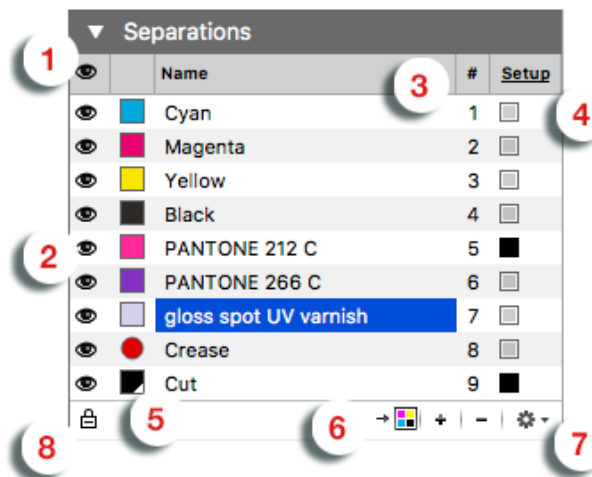 Separations
1
Name 3 # Setup
Cyan 1 4
Magenta 2
Yellow 3
Black 4
2 PANTONE 212 C 5
PANTONE 266 C 6
gloss spot UV varnish 7
Crease 8
Cut 9
8 5 6 + - 7